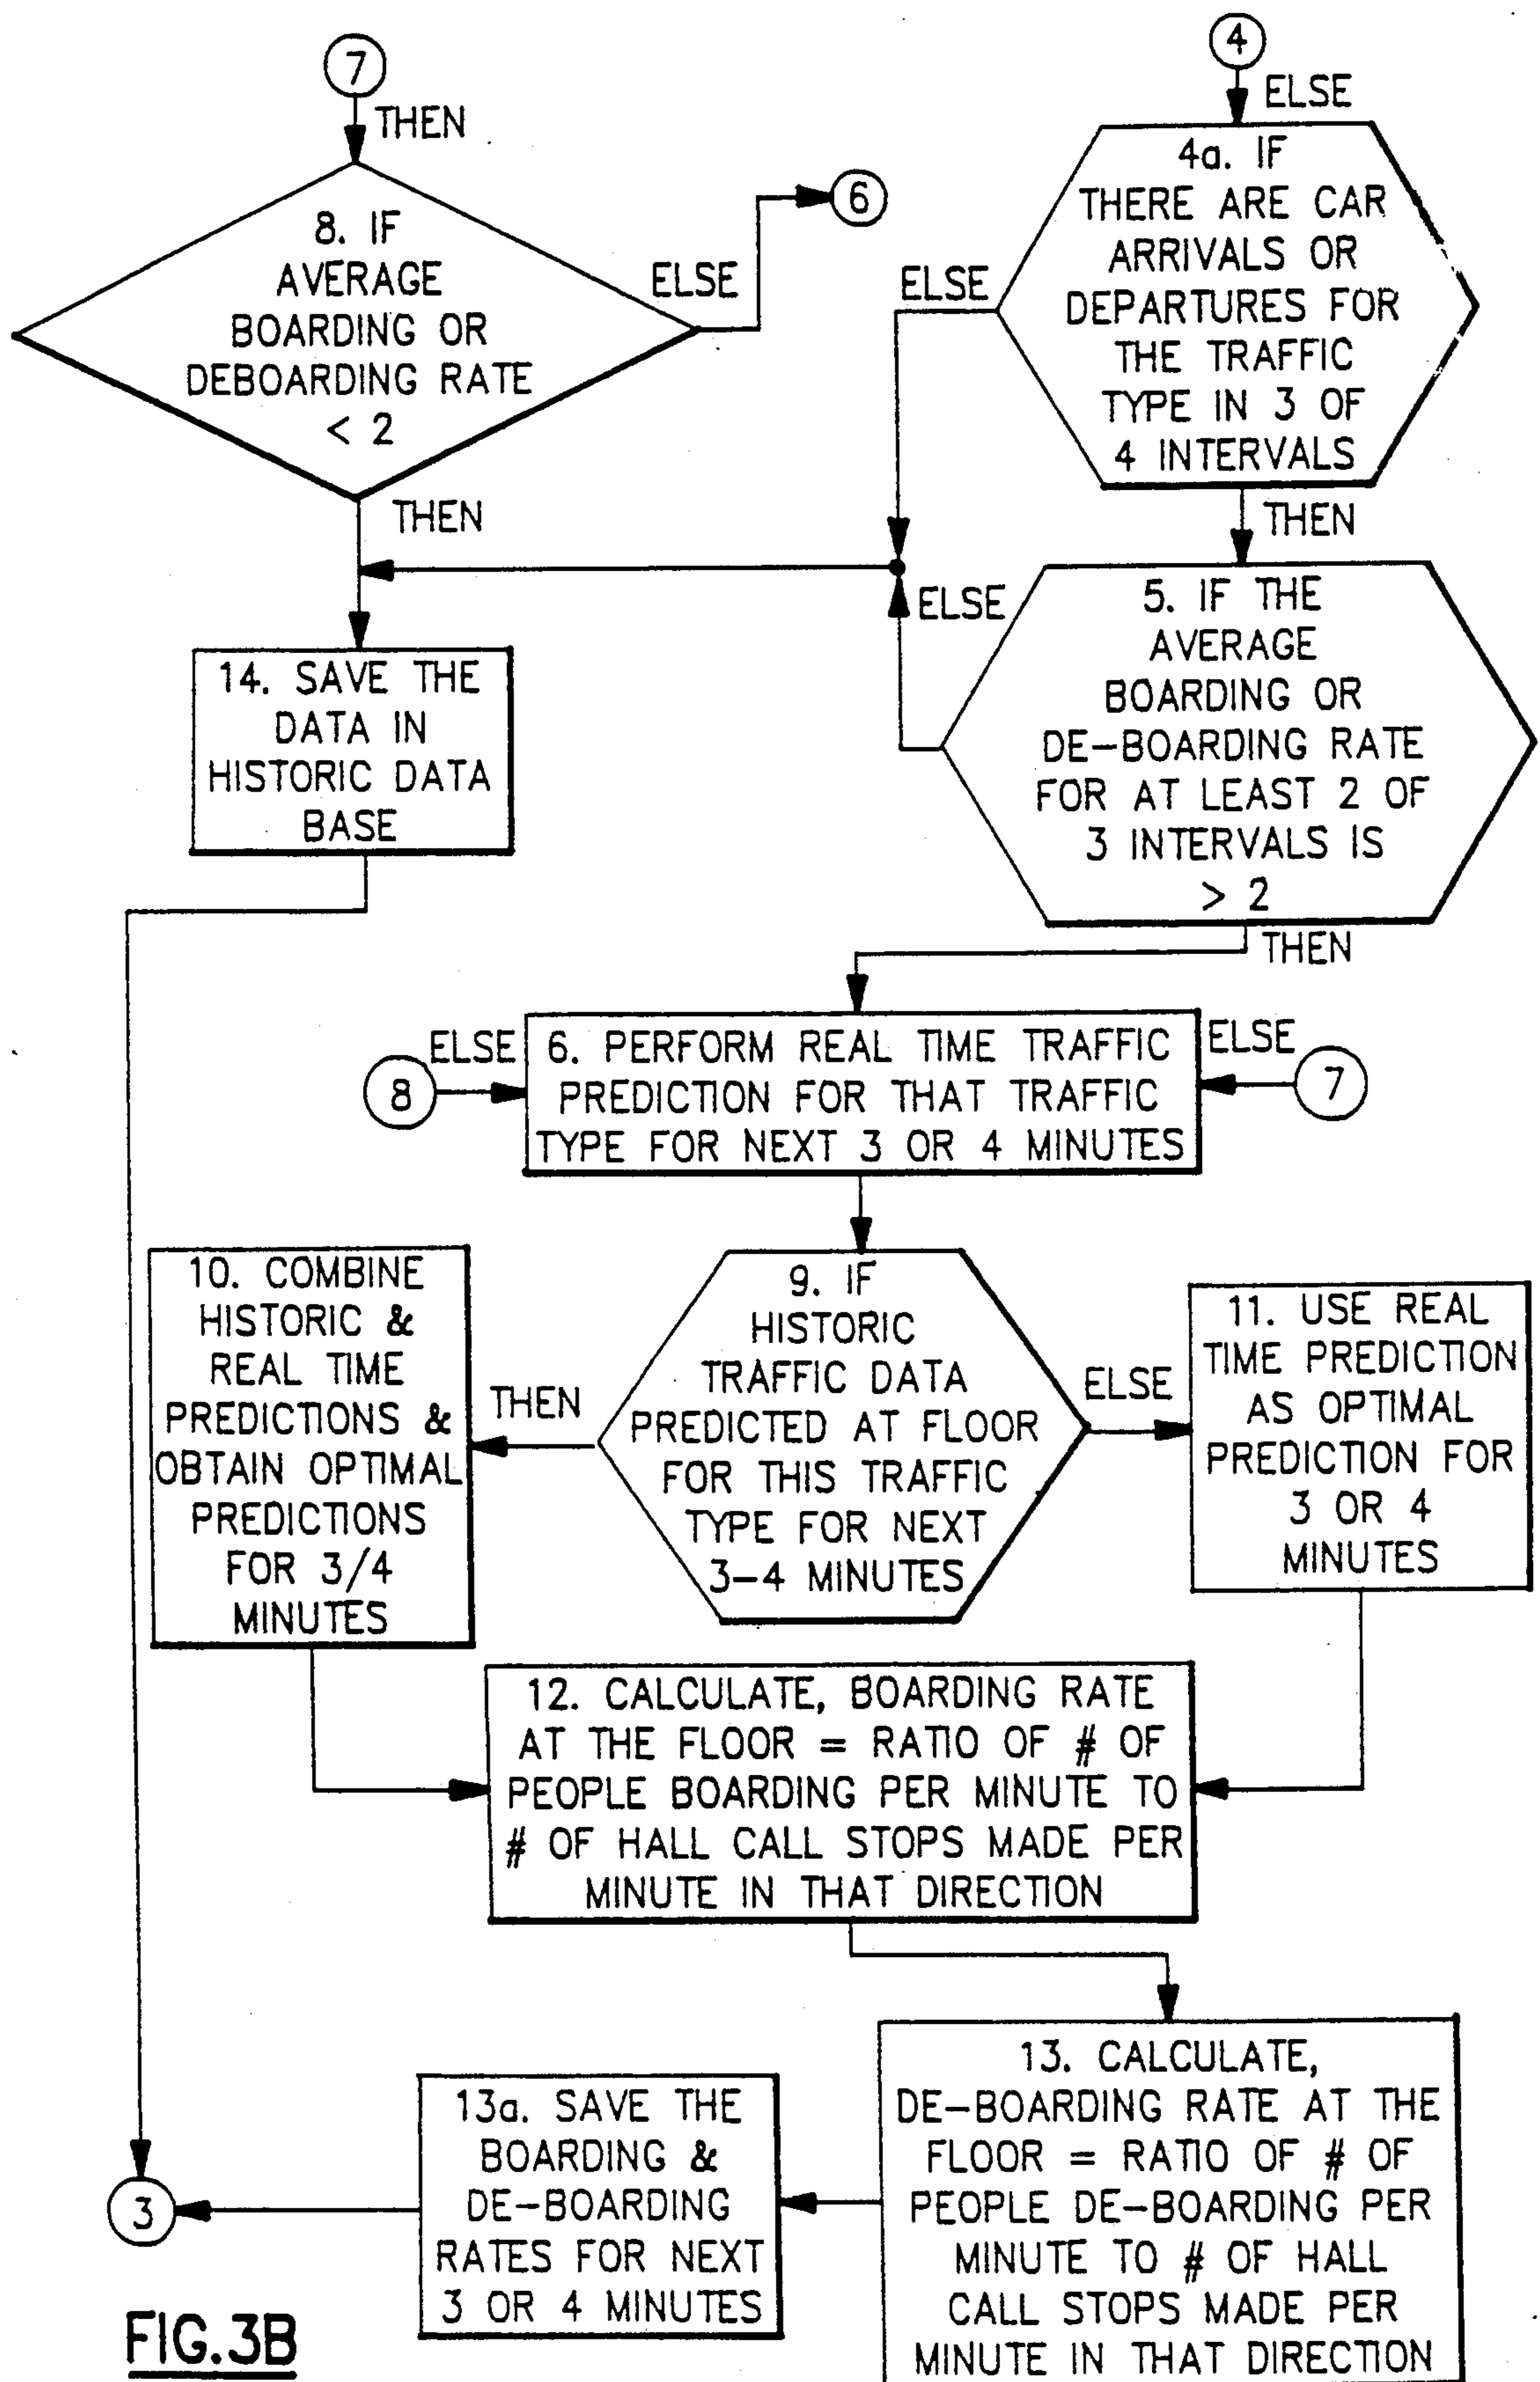 7
THEN
8. IF
AVERAGE
BOARDING OR
DEBOARDING RATE
< 2
ELSE
6
THEN
4
ELSE
4a. IF
THERE ARE CAR
ARRIVALS OR
DEPARTURES FOR
THE TRAFFIC
TYPE IN 3 OF
4 INTERVALS
ELSE
THEN
5. IF THE
AVERAGE
BOARDING OR
DE-BOARDING RATE
FOR AT LEAST 2 OF
3 INTERVALS IS
> 2
ELSE
THEN
14. SAVE THE
DATA IN
HISTORIC DATA
BASE
ELSE
8
6. PERFORM REAL TIME TRAFFIC
PREDICTION FOR THAT TRAFFIC
TYPE FOR NEXT 3 OR 4 MINUTES
ELSE
7
10. COMBINE
HISTORIC &
REAL TIME
PREDICTIONS &
OBTAIN OPTIMAL
PREDICTIONS
FOR 3/4
MINUTES
THEN
9. IF
HISTORIC
TRAFFIC DATA
PREDICTED AT FLOOR
FOR THIS TRAFFIC
TYPE FOR NEXT
3-4 MINUTES
ELSE
11. USE REAL
TIME PREDICTION
AS OPTIMAL
PREDICTION FOR
3 OR 4
MINUTES
12. CALCULATE, BOARDING RATE
AT THE FLOOR = RATIO OF # OF
PEOPLE BOARDING PER MINUTE TO
# OF HALL CALL STOPS MADE PER
MINUTE IN THAT DIRECTION
13. CALCULATE,
DE-BOARDING RATE AT THE
FLOOR = RATIO OF # OF
PEOPLE DE-BOARDING PER
MINUTE TO # OF HALL
CALL STOPS MADE PER
MINUTE IN THAT DIRECTION
13a. SAVE THE
BOARDING &
DE-BOARDING
RATES FOR NEXT
3 OR 4 MINUTES
3
FIG.3B